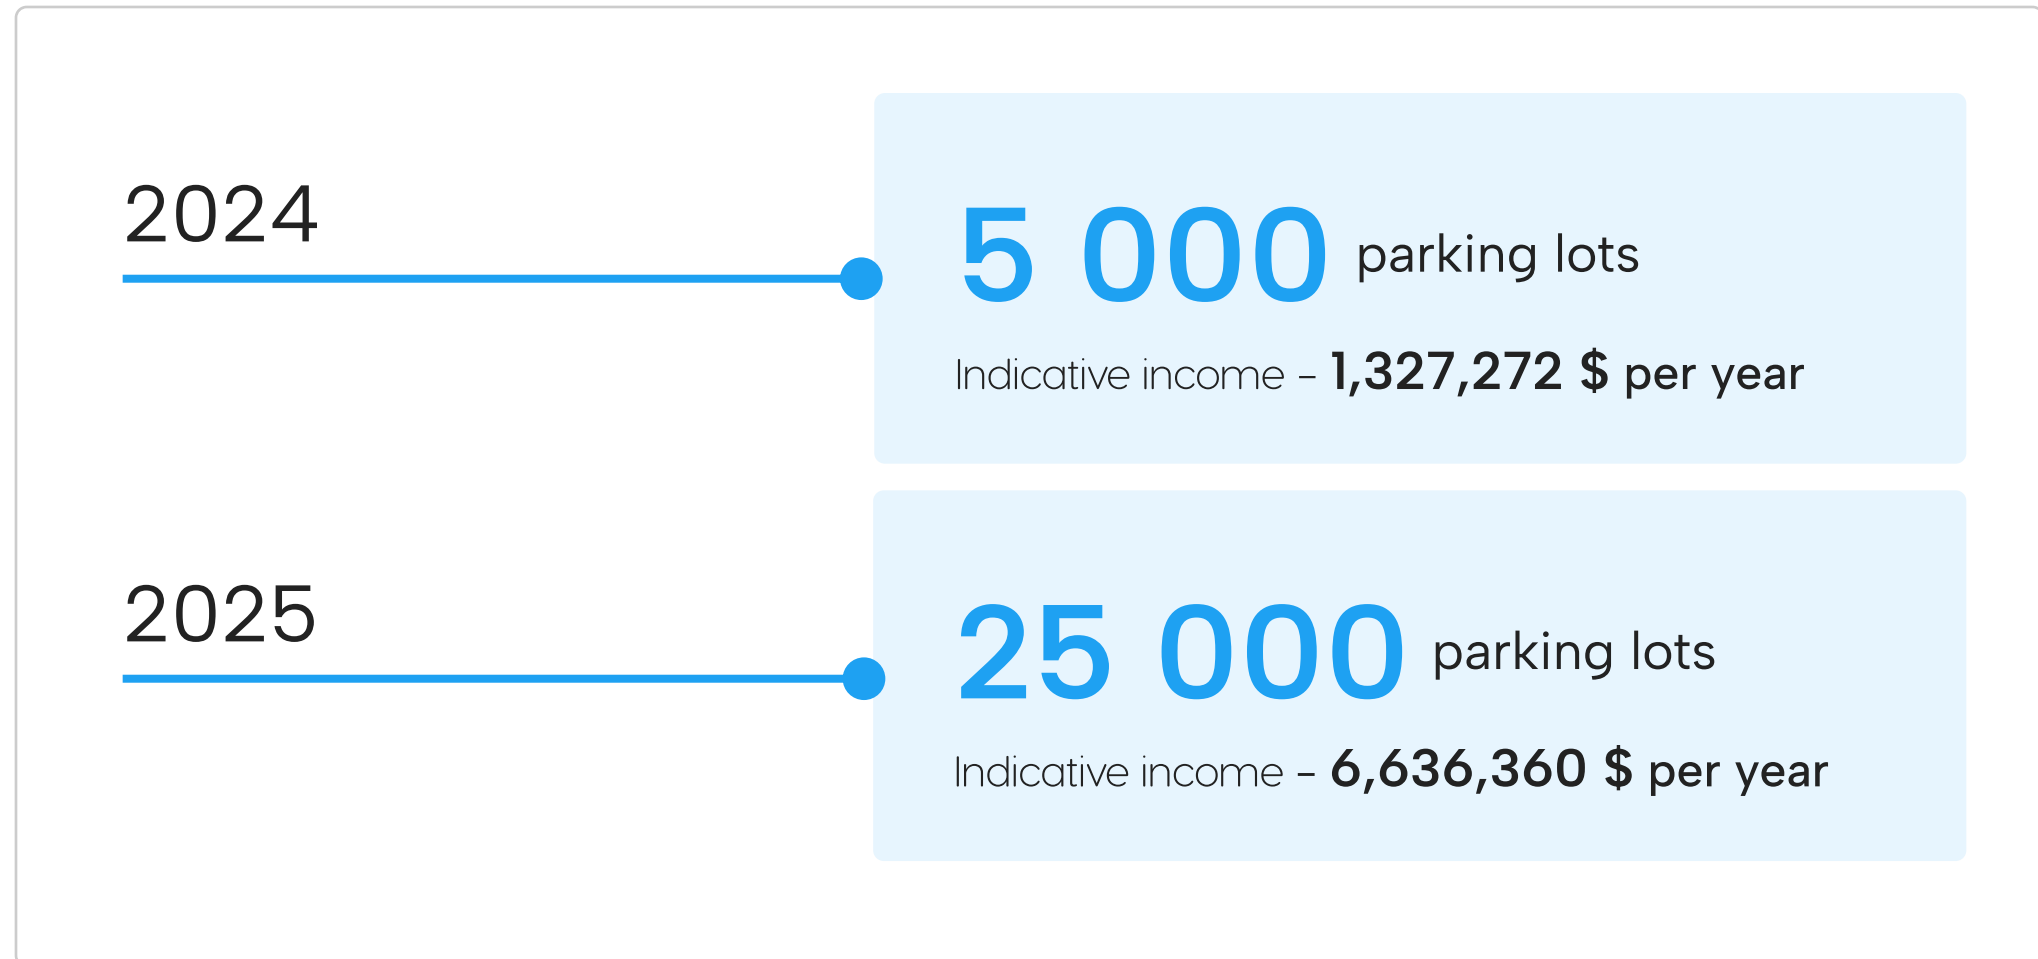 2024
5 000 parking lots
Indicative income - 1,327,272 $ per year
2025
25 000 parking lots
Indicative income - 6,636,360 $ per year